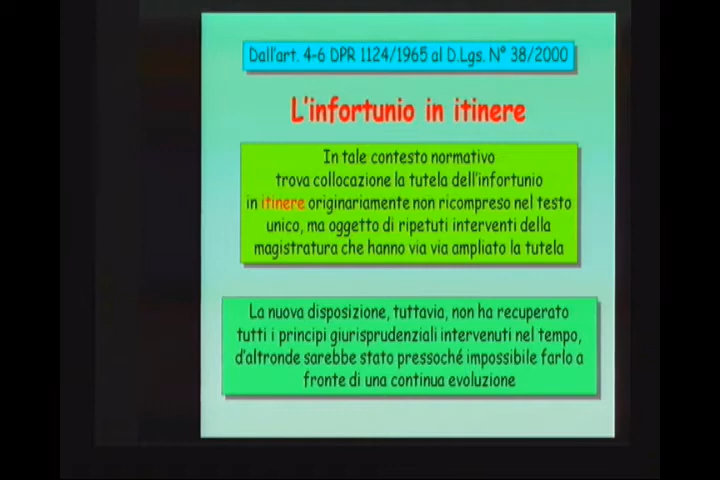 Dall'art. 4-6 DPR 1124/1965 al D.Lgs. N° 38/2000
L'infortunio in itinere
In tale contesto normativo
trova collocazione la tutela dell'infortunio
in itinere originariamente non ricompreso nel testo
unico, ma oggetto di ripetuti interventi della
magistratura che hanno via via ampliato la tutela
La nuova disposizione, tuttavia, non ha recuperato
tutti i principi giurisprudenziali intervenuti nel tempo,
d'altronde sarebbe stato pressoché impossibile farlo a
fronte di una continua evoluzione